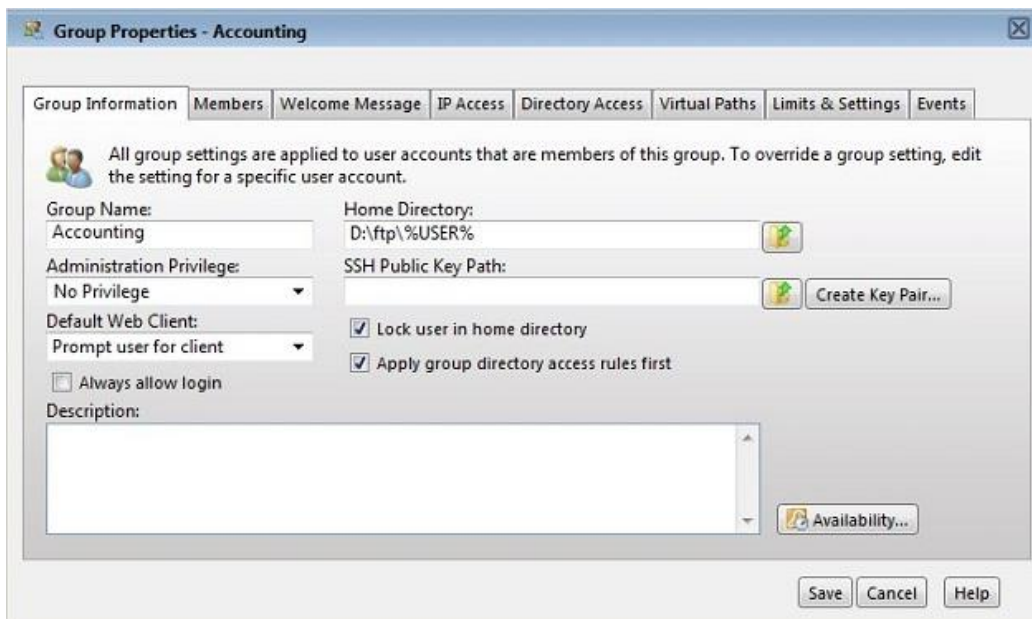 Group Properties - Accounting
Group Information Members Welcome Message IP Access Directory Access Virtual Paths Limits & Settings Events
All group settings are applied to user accounts that are members of this group. To override a group setting, edit
the setting for a specific user account.
Group Name: Home Directory:
Accounting D:\ftp\%USER%
Administration Privilege: SSH Public Key Path:
No Privilege Create Key Pair...
Default Web Client: Lock user in home directory
Prompt user for client Apply group directory access rules first
Always allow login
Description:
Availability...
Save Cancel Help